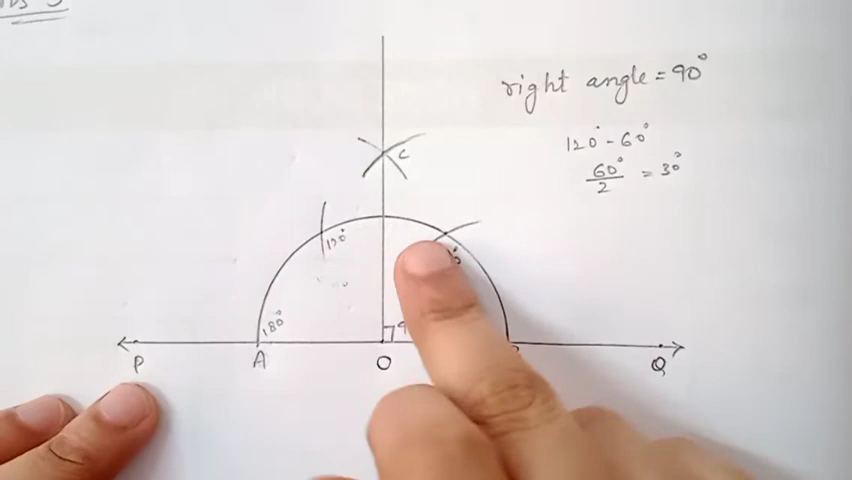 right angle = 90°
120° - 60°
60°/2 = 30°
C
120°
180°
P
A
O
Q